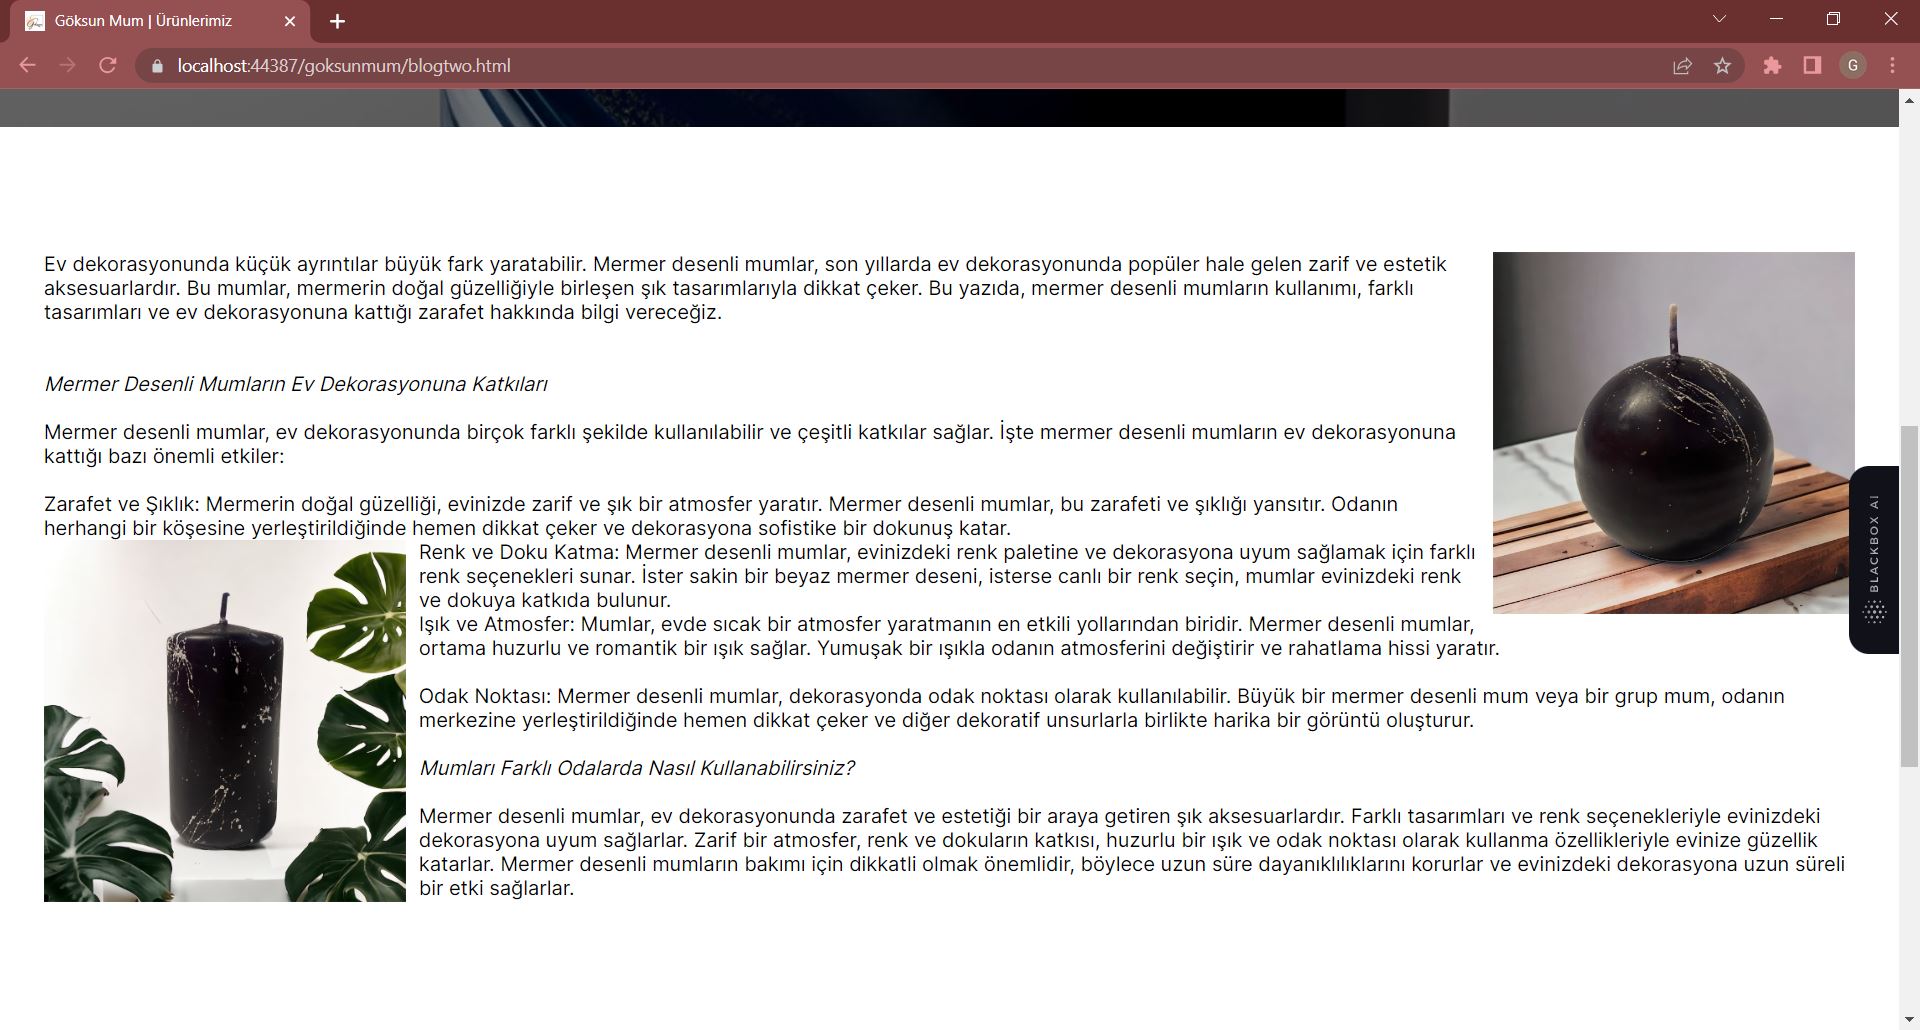 Göksun Mum | Ürünlerimiz
localhost:44387/goksunmum/blogtwo.html
G
Ev dekorasyonunda küçük ayrıntılar büyük fark yaratabilir. Mermer desenli mumlar, son yıllarda ev dekorasyonunda popüler hale gelen zarif ve estetik
aksesuarlardır. Bu mumlar, mermerin doğal güzelliğiyle birleşen şık tasarımlarıyla dikkat çeker. Bu yazıda, mermer desenli mumların kullanımı, farklı
tasarımları ve ev dekorasyonuna kattığı zarafet hakkında bilgi vereceğiz.
Mermer Desenli Mumların Ev Dekorasyonuna Katkıları
Mermer desenli mumlar, ev dekorasyonunda birçok farklı şekilde kullanılabilir ve çeşitli katkılar sağlar. İşte mermer desenli mumların ev dekorasyonuna
kattığı bazı önemli etkiler:
Zarafet ve Şıklık: Mermerin doğal güzelliği, evinizde zarif ve şık bir atmosfer yaratır. Mermer desenli mumlar, bu zarafeti ve şıklığı yansıtır. Odanın
herhangi bir köşesine yerleştirildiğinde hemen dikkat çeker ve dekorasyona sofistike bir dokunuş katar.
Renk ve Doku Katma: Mermer desenli mumlar, evinizdeki renk paletine ve dekorasyona uyum sağlamak için farklı
renk seçenekleri sunar. İster sakin bir beyaz mermer deseni, isterse canlı bir renk seçin, mumlar evinizdeki renk
ve dokuya katkıda bulunur.
Işık ve Atmosfer: Mumlar, evde sıcak bir atmosfer yaratmanın en etkili yollarından biridir. Mermer desenli mumlar,
ortama huzurlu ve romantik bir ışık sağlar. Yumuşak bir ışıkla odanın atmosferini değiştirir ve rahatlama hissi yaratır.
Odak Noktası: Mermer desenli mumlar, dekorasyonda odak noktası olarak kullanılabilir. Büyük bir mermer desenli mum veya bir grup mum, odanın
merkezine yerleştirildiğinde hemen dikkat çeker ve diğer dekoratif unsurlarla birlikte harika bir görüntü oluşturur.
Mumları Farklı Odalarda Nasıl Kullanabilirsiniz?
Mermer desenli mumlar, ev dekorasyonunda zarafet ve estetiği bir araya getiren şık aksesuarlardır. Farklı tasarımları ve renk seçenekleriyle evinizdeki
dekorasyona uyum sağlarlar. Zarif bir atmosfer, renk ve dokuların katkısı, huzurlu bir ışık ve odak noktası olarak kullanma özellikleriyle evinize güzellik
katarlar. Mermer desenli mumların bakımı için dikkatli olmak önemlidir, böylece uzun süre dayanıklılıklarını korurlar ve evinizdeki dekorasyona uzun süreli
bir etki sağlarlar.
BLACKBOX AI